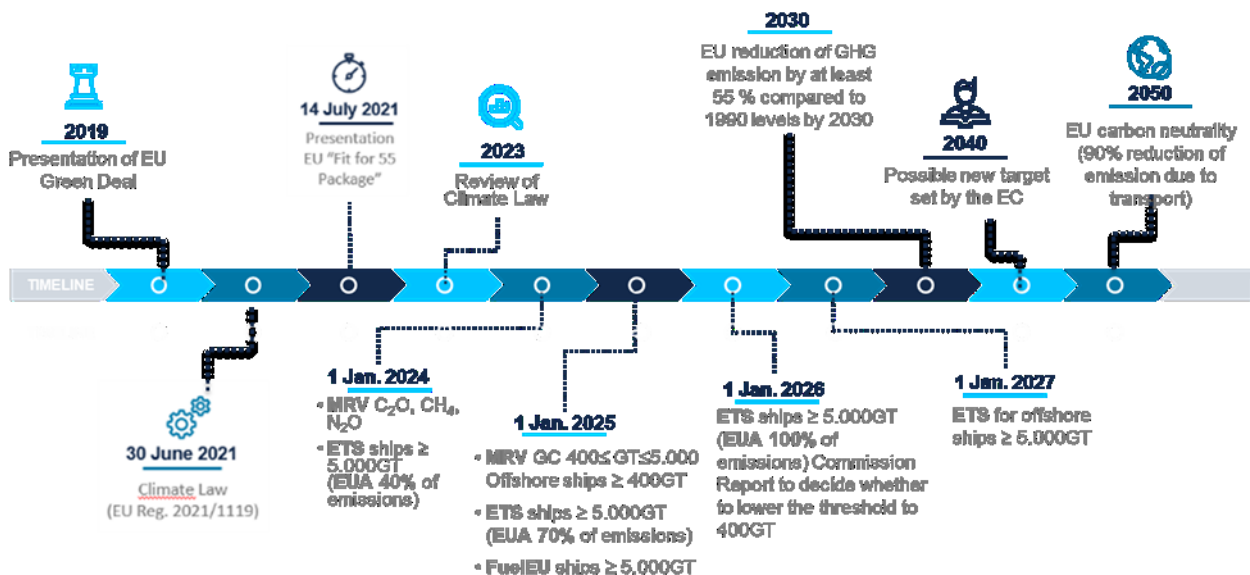 2019
Presentation of EU
Green Deal
14 July 2021
Presentation
EU "Fit for 55
Package"
2023
Review of
Climate Law
2030
EU reduction of GHG
emission by at least
55 % compared to
1990 levels by 2030
2040
Possible new target
set by the EC
2050
EU carbon neutrality
(90% reduction of
emission due to
transport)
TIMELINE
30 June 2021
Climate Law
(EU Reg. 2021/1119)
1 Jan. 2024
• MRV C₂O, CH₄,
N₂O
• ETS ships ≥
5.000GT
(EUA 40% of
emissions)
1 Jan. 2025
• MRV GC 400≤ GT≤5.000
Offshore ships ≥ 400GT
• ETS ships ≥ 5.000GT
(EUA 70% of emissions)
• FuelEU ships ≥ 5.000GT
1 Jan. 2026
ETS ships ≥ 5.000GT
(EUA 100% of
emissions) Commission
Report to decide whether
to lower the threshold to
400GT
1 Jan. 2027
ETS for offshore
ships ≥ 5.000GT